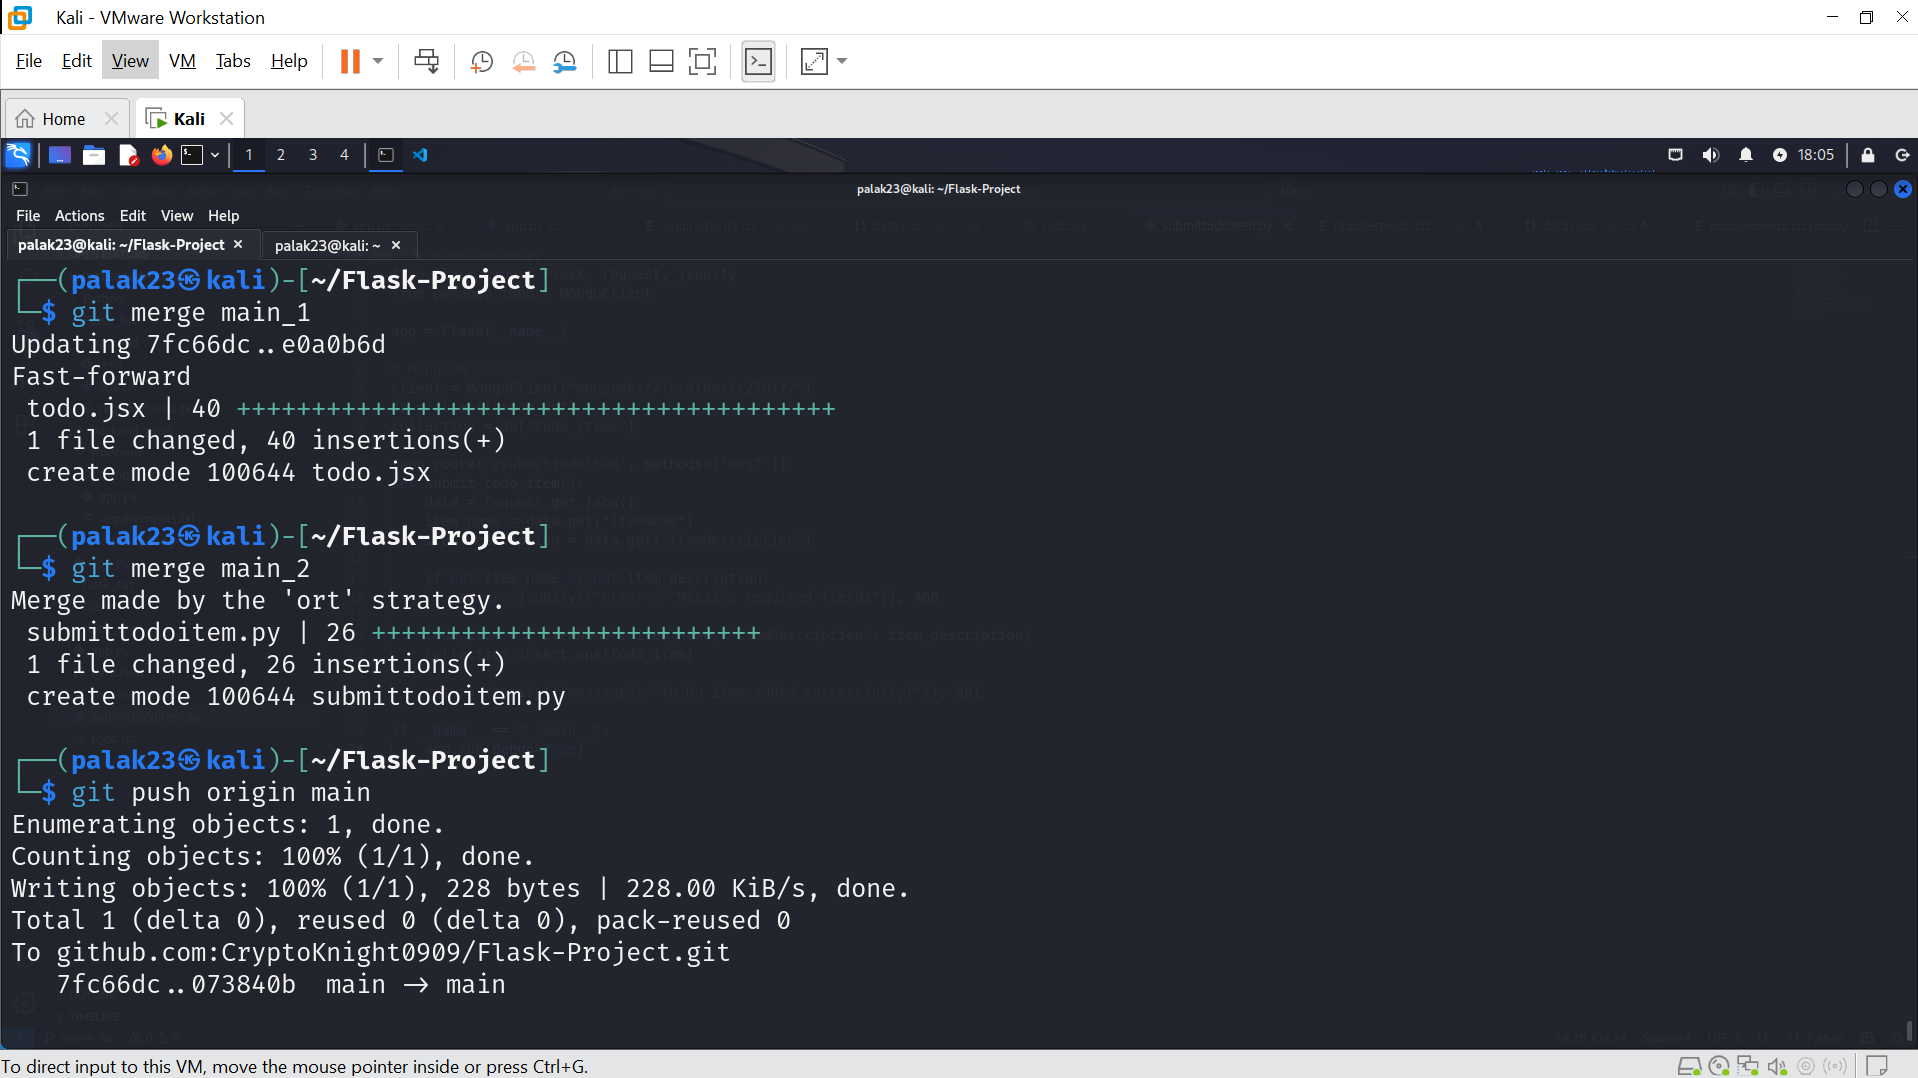 Kali - VMware Workstation
File Edit View VM Tabs Help
Home Kali
1 2 3 4 18:05
palak23@kali: ~/Flask-Project
File Actions Edit View Help
palak23@kali: ~/Flask-Project palak23@kali: ~
(palak23㉿kali)-[~/Flask-Project]
$ git merge main_1
Updating 7fc66dc..e0a0b6d
Fast-forward
todo.jsx | 40 ++++++++++++++++++++++++++++++++++++++++
1 file changed, 40 insertions(+)
create mode 100644 todo.jsx
(palak23㉿kali)-[~/Flask-Project]
$ git merge main_2
Merge made by the 'ort' strategy.
submittodoitem.py | 26 ++++++++++++++++++++++++++
1 file changed, 26 insertions(+)
create mode 100644 submittodoitem.py
(palak23㉿kali)-[~/Flask-Project]
$ git push origin main
Enumerating objects: 1, done.
Counting objects: 100% (1/1), done.
Writing objects: 100% (1/1), 228 bytes | 228.00 KiB/s, done.
Total 1 (delta 0), reused 0 (delta 0), pack-reused 0
To github.com:CryptoKnight0909/Flask-Project.git
7fc66dc..073840b main -> main
To direct input to this VM, move the mouse pointer inside or press Ctrl+G.